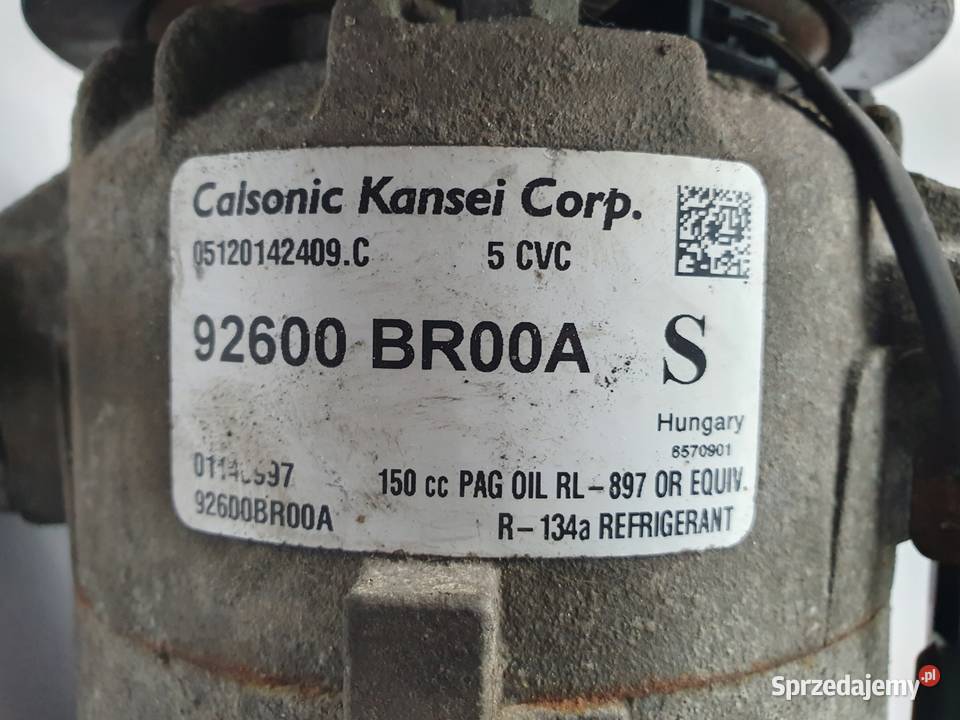 Calsonic Kansei Corp.
05120142409.C 5 CVC
92600 BR00A S
Hungary
6570901
150 cc PAG OIL RL-897 OR EQUIV.
92600BR00A
R-134a REFRIGERANT
Sprzedajemy.pl